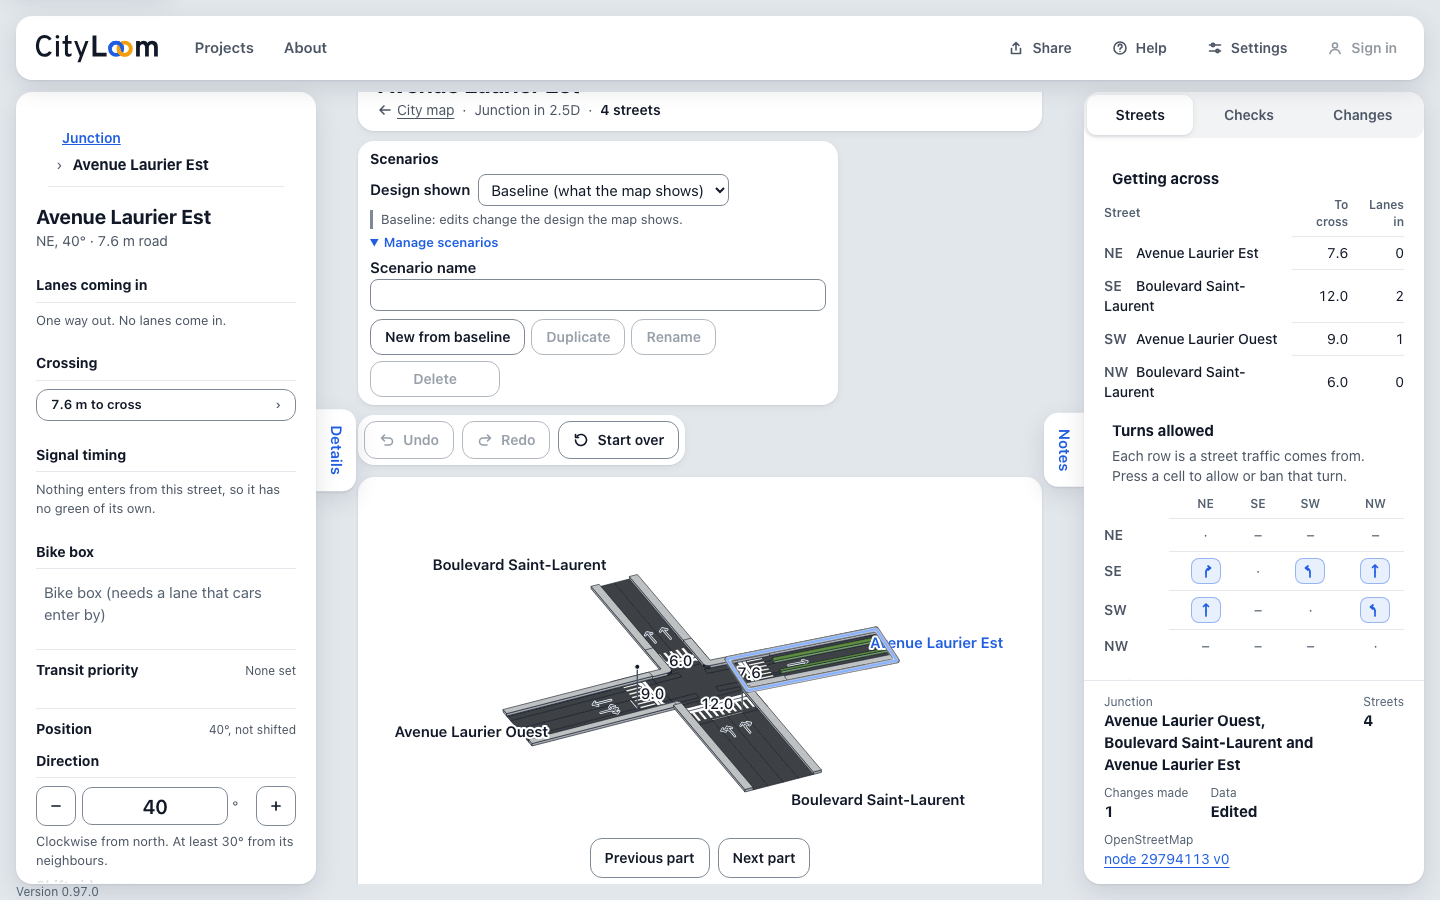 CityLoom
Projects
About
Share
Help
Settings
Sign in
Junction
› Avenue Laurier Est
Avenue Laurier Est
NE, 40° · 7.6 m road
Lanes coming in
One way out. No lanes come in.
Crossing
7.6 m to cross ›
Signal timing
Nothing enters from this street, so it has
no green of its own.
Bike box
Bike box (needs a lane that cars
enter by)
Transit priority None set
Position 40°, not shifted
Direction
− 40 ° +
Clockwise from north. At least 30° from its
neighbours.
Version 0.97.0
Details
← City map · Junction in 2.5D · 4 streets
Scenarios
Design shown Baseline (what the map shows)
Baseline: edits change the design the map shows.
▼ Manage scenarios
Scenario name
New from baseline Duplicate Rename
Delete
Undo Redo Start over
Boulevard Saint-Laurent
Avenue Laurier Est
6.0
7.6
9.0
12.0
Avenue Laurier Ouest
Boulevard Saint-Laurent
Previous part Next part
Notes
Streets Checks Changes
Getting across
Street To cross Lanes in
NE Avenue Laurier Est 7.6 0
SE Boulevard Saint-
Laurent 12.0 2
SW Avenue Laurier Ouest 9.0 1
NW Boulevard Saint-
Laurent 6.0 0
Turns allowed
Each row is a street traffic comes from.
Press a cell to allow or ban that turn.
NE SE SW NW
NE · – – –
SE ·
SW – ·
NW – – – ·
Junction
Avenue Laurier Ouest,
Boulevard Saint-Laurent and
Avenue Laurier Est
Streets
4
Changes made
1
Data
Edited
OpenStreetMap
node 29794113 v0